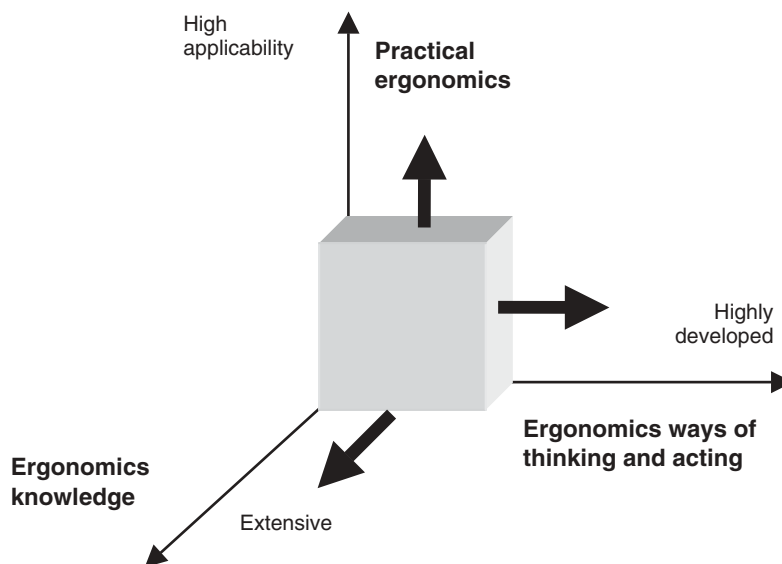 High
applicability
Practical
ergonomics
Highly
developed
Ergonomics ways of
thinking and acting
Ergonomics
knowledge
Extensive